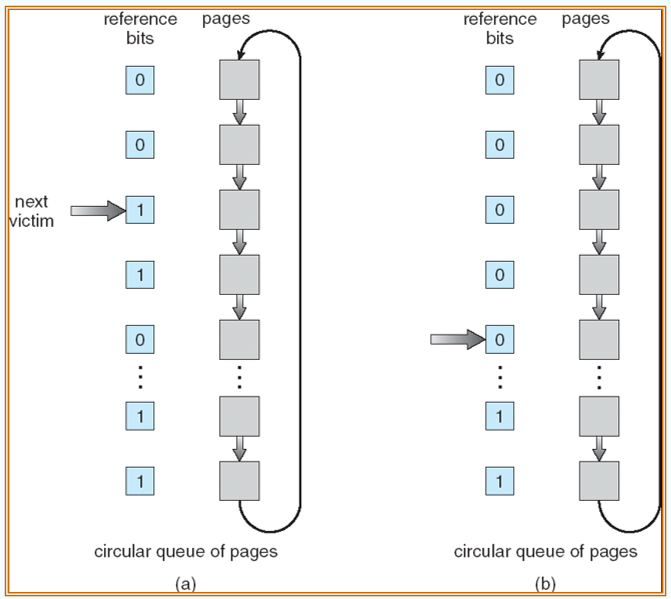 reference pages
bits
0
0
next
victim
1
1
0
1
1
circular queue of pages
(a)
reference pages
bits
0
0
0
0
0
1
1
circular queue of pages
(b)